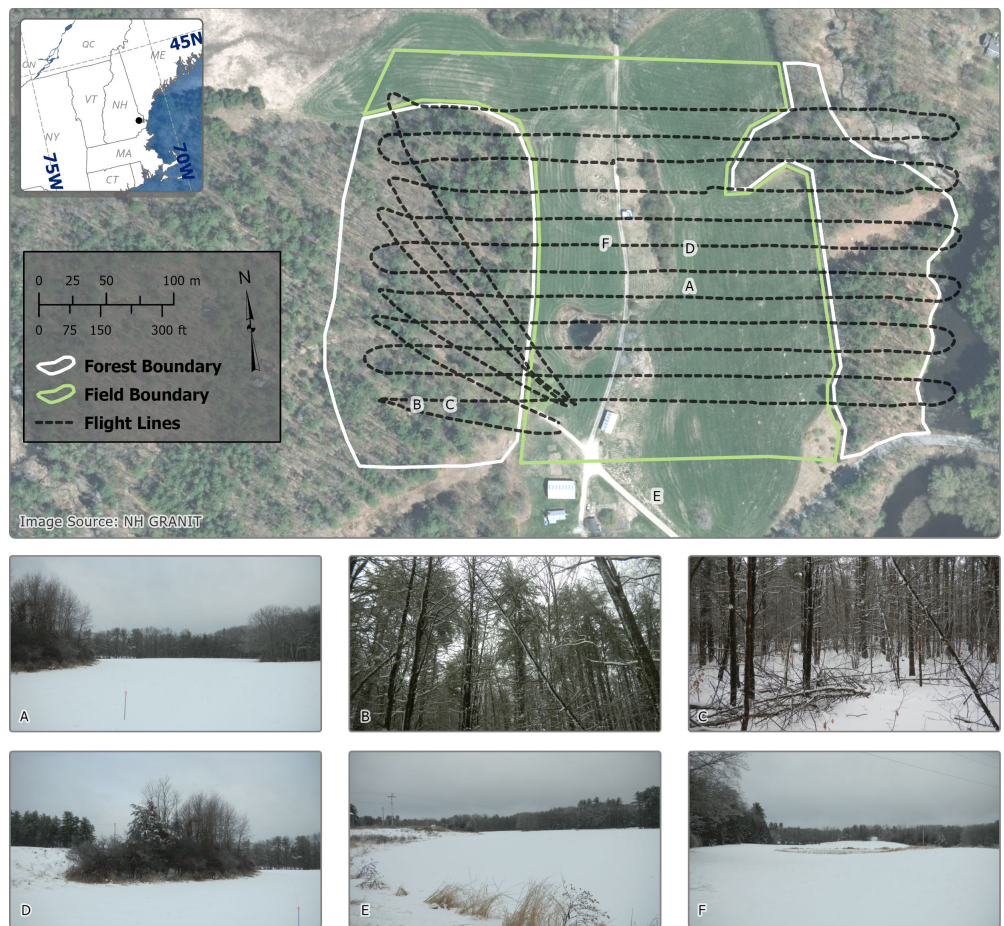 QC
ME
45N
ON
VT
NH
NY
MA
CT
75W
70W
0 25 50 100 m
0 75 150 300 ft
N
Forest Boundary
Field Boundary
Flight Lines
F
D
A
B
C
E
Image Source: NH GRANIT
A
B
C
D
E
F